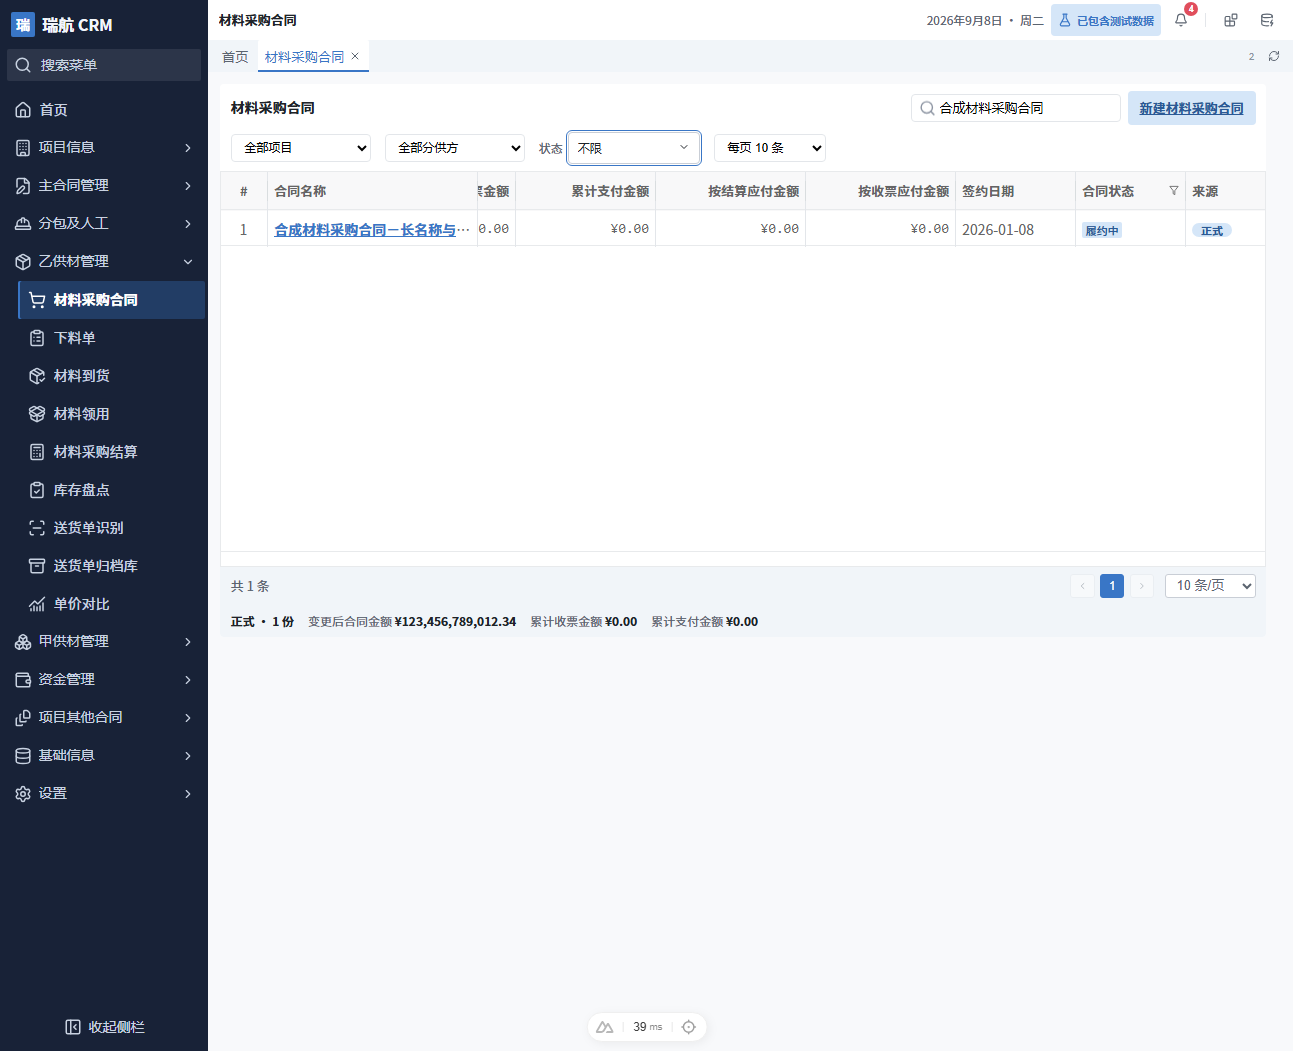 瑞 瑞航 CRM
搜索菜单
首页
项目信息
主合同管理
分包及人工
乙供材管理
材料采购合同
下料单
材料到货
材料领用
材料采购结算
库存盘点
送货单识别
送货单归档库
单价对比
甲供材管理
资金管理
项目其他合同
基础信息
设置
收起侧栏
材料采购合同
2026年9月8日 · 周二 已包含测试数据 4
首页 材料采购合同 2
材料采购合同 合成材料采购合同 新建材料采购合同
全部项目 全部分供方 状态 不限 每页 10 条
# 合同名称 票金额 累计支付金额 按结算应付金额 按收票应付金额 签约日期 合同状态 来源
1 合成材料采购合同－长名称与… 0.00 ¥0.00 ¥0.00 ¥0.00 2026-01-08 履约中 正式
共 1 条 1 10 条/页
正式 · 1 份 变更后合同金额 ¥123,456,789,012.34 累计收票金额 ¥0.00 累计支付金额 ¥0.00
39 ms